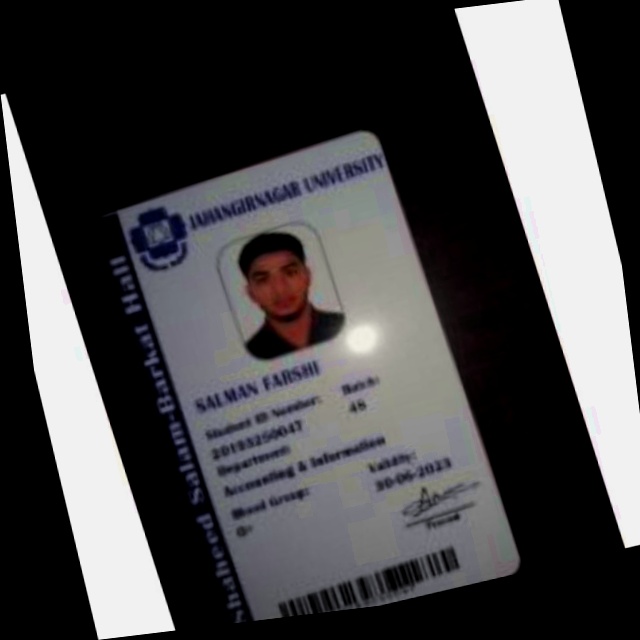 JAHANGIRNAGAR UNIVERSITY
Shaheed Salam-Barkat Hall
SALMAN FARSHI
Student ID Number:
20193250047
Batch:
48
Department:
Accounting & Information
Blood Group:
Validity:
30-06-2023
Provost